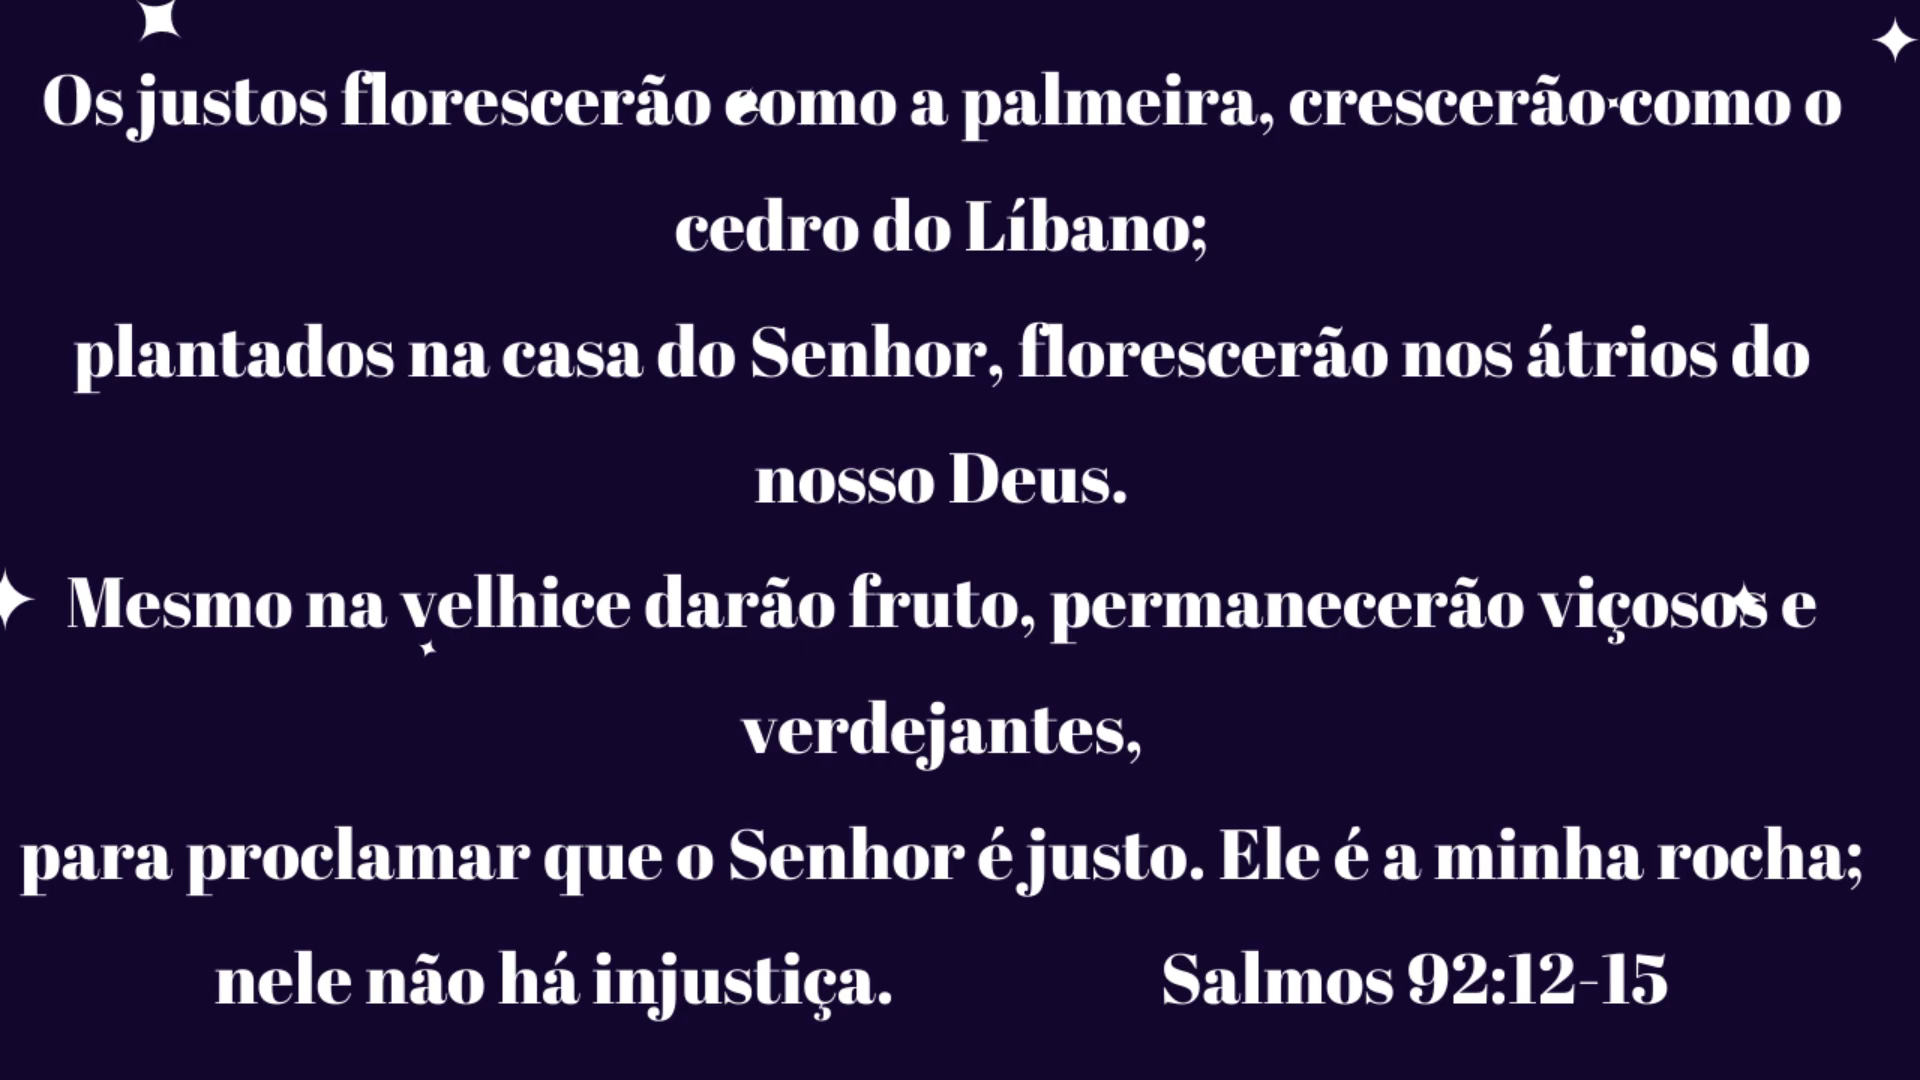 Os justos florescerão como a palmeira, crescerão como o
cedro do Líbano;
plantados na casa do Senhor, florescerão nos átrios do
nosso Deus.
Mesmo na velhice darão fruto, permanecerão viçosos e
verdejantes,
para proclamar que o Senhor é justo. Ele é a minha rocha;
nele não há injustiça. Salmos 92:12-15